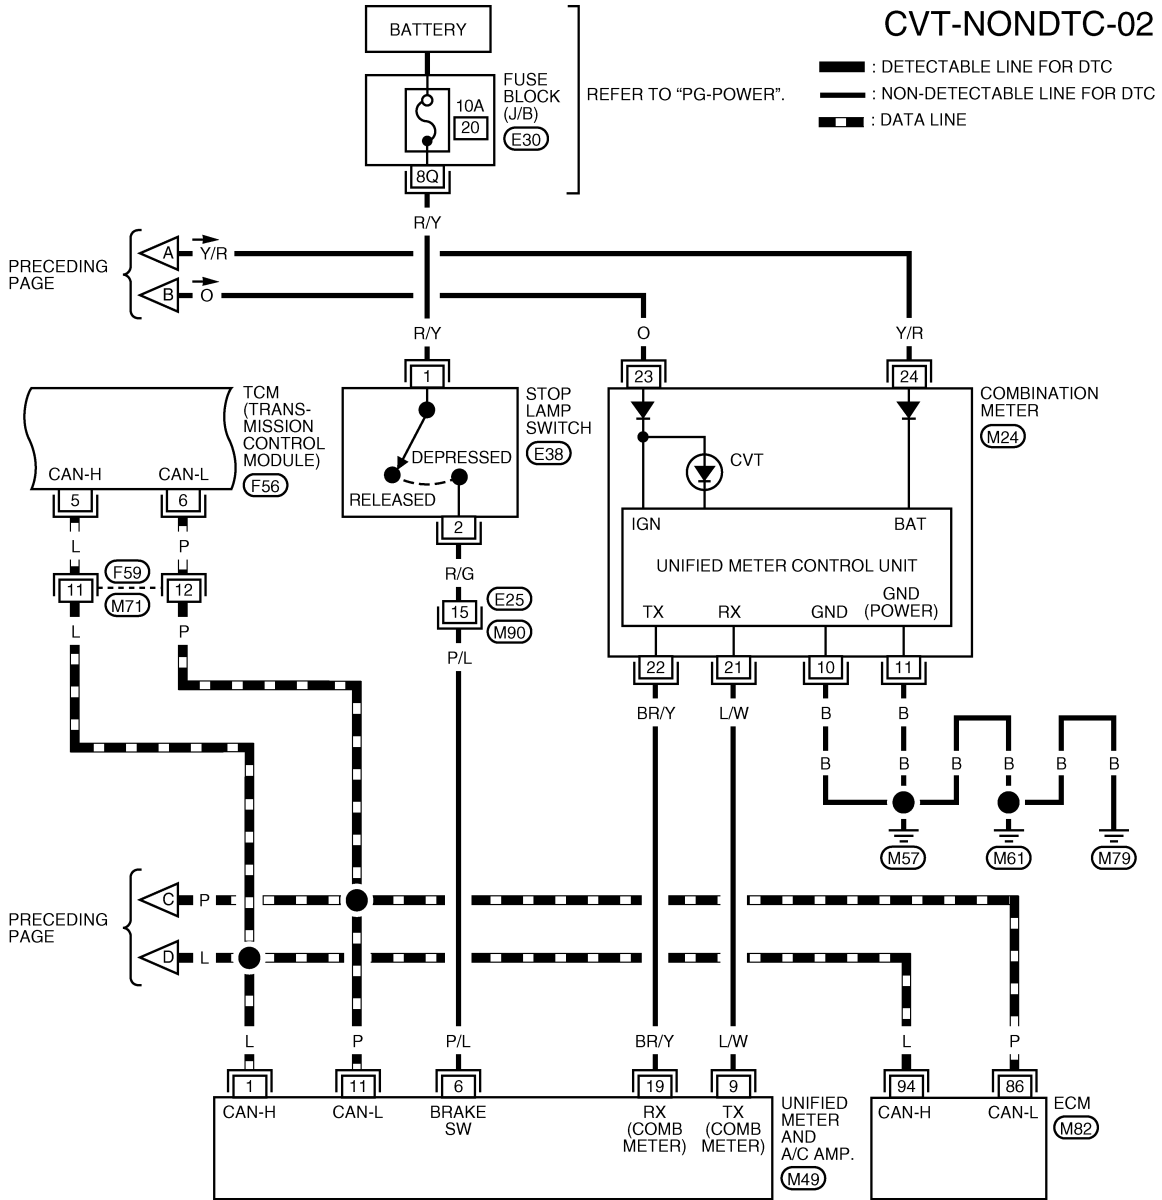 CVT-NONDTC-02
: DETECTABLE LINE FOR DTC
: NON-DETECTABLE LINE FOR DTC
: DATA LINE
BATTERY
FUSE
BLOCK
(J/B)
E30
10A
20
8Q
REFER TO “PG-POWER”.
R/Y
PRECEDING
PAGE
A
Y/R
B
O
R/Y
O
Y/R
1
23
24
TCM
(TRANS-
MISSION
CONTROL
MODULE)
F56
CAN-H
CAN-L
5
6
STOP
LAMP
SWITCH
E38
DEPRESSED
RELEASED
2
COMBINATION
METER
M24
CVT
IGN
BAT
UNIFIED METER CONTROL UNIT
TX
RX
GND
GND
(POWER)
22
21
10
11
L
P
11
F59
M71
12
L
P
R/G
15
E25
M90
P/L
BR/Y
L/W
B
B
B
B
B
B
B
B
M57
M61
M79
PRECEDING
PAGE
C
P
D
L
L
P
P/L
BR/Y
L/W
L
P
1
11
6
19
9
94
86
CAN-H
CAN-L
BRAKE
SW
RX
(COMB
METER)
TX
(COMB
METER)
UNIFIED
METER
AND
A/C AMP.
M49
CAN-H
CAN-L
ECM
M82